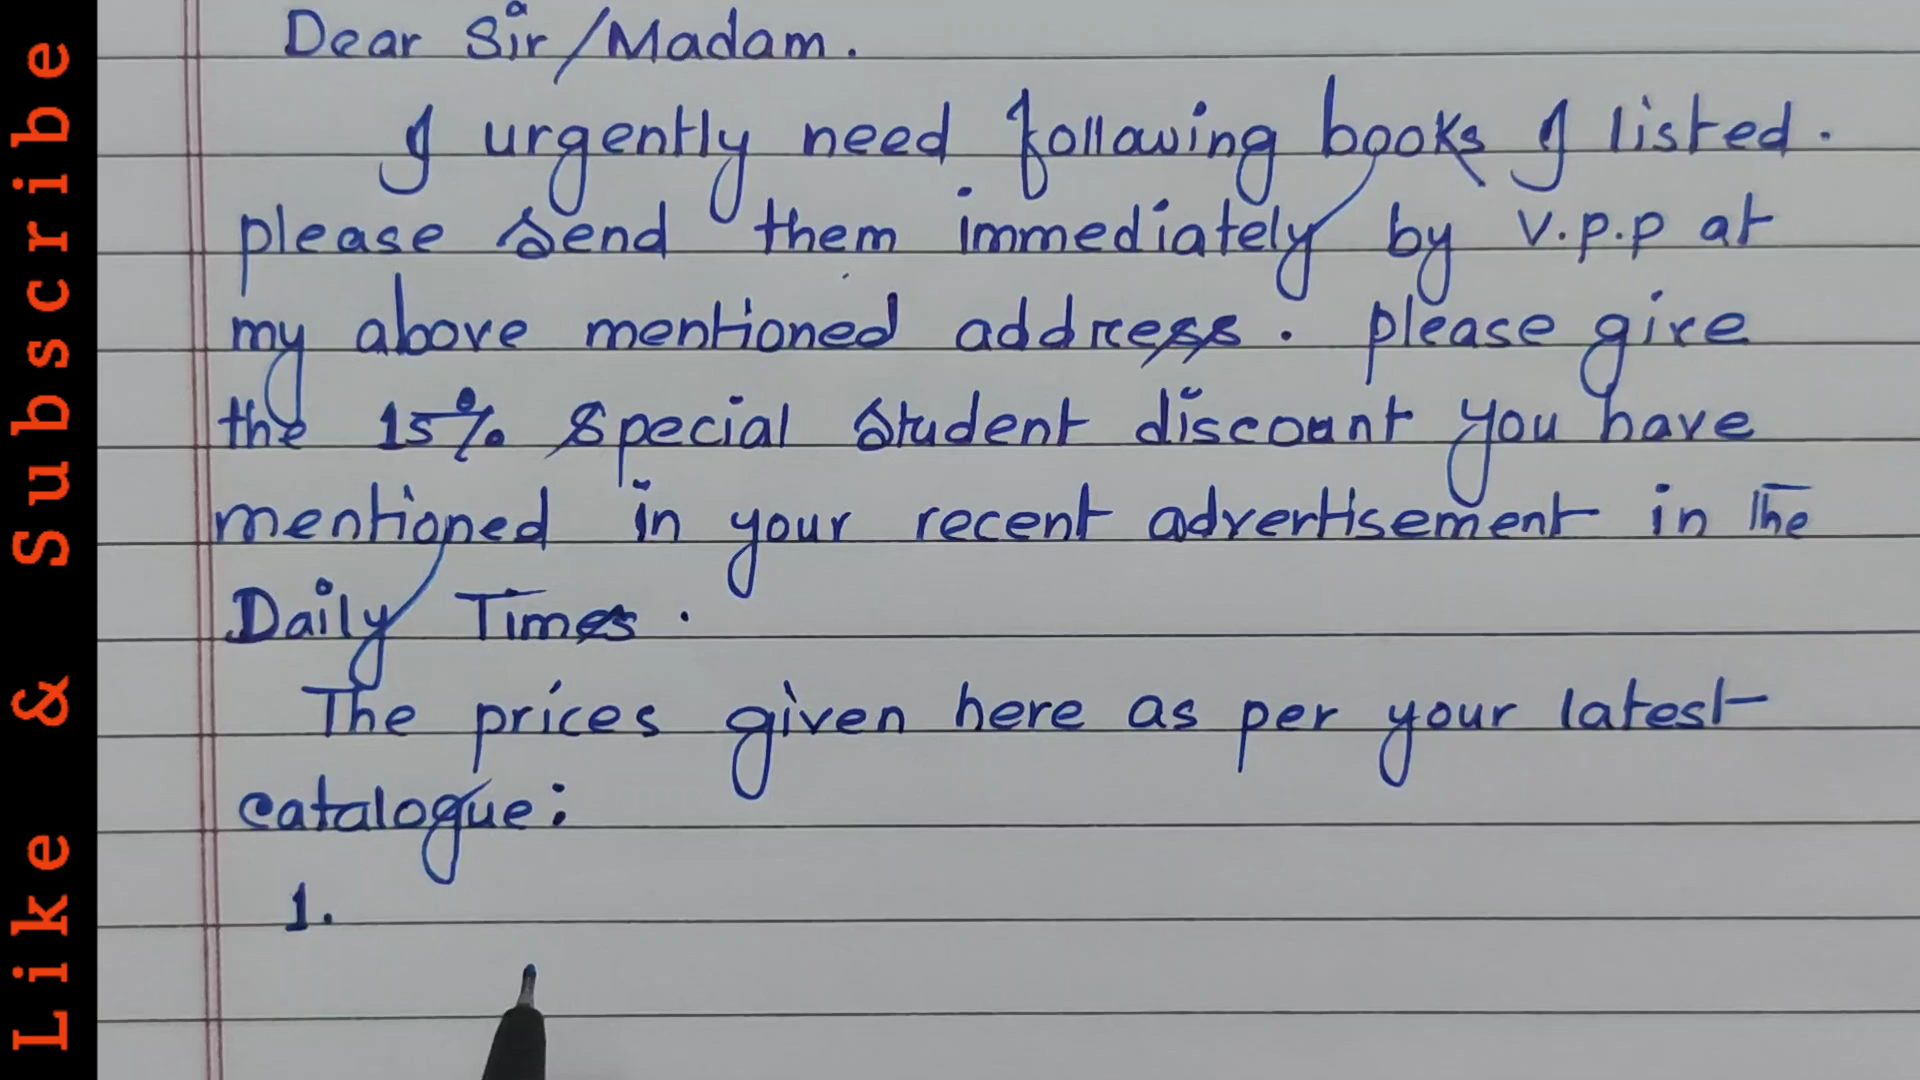 Like & Subscribe
Dear Sir/Madam.
I urgently need following books I listed.
please send them immediately by v.p.p at
my above mentioned address. please give
the 15% special student discount you have
mentioned in your recent advertisement in the
Daily Times.
The prices given here as per your latest
catalogue:
1.